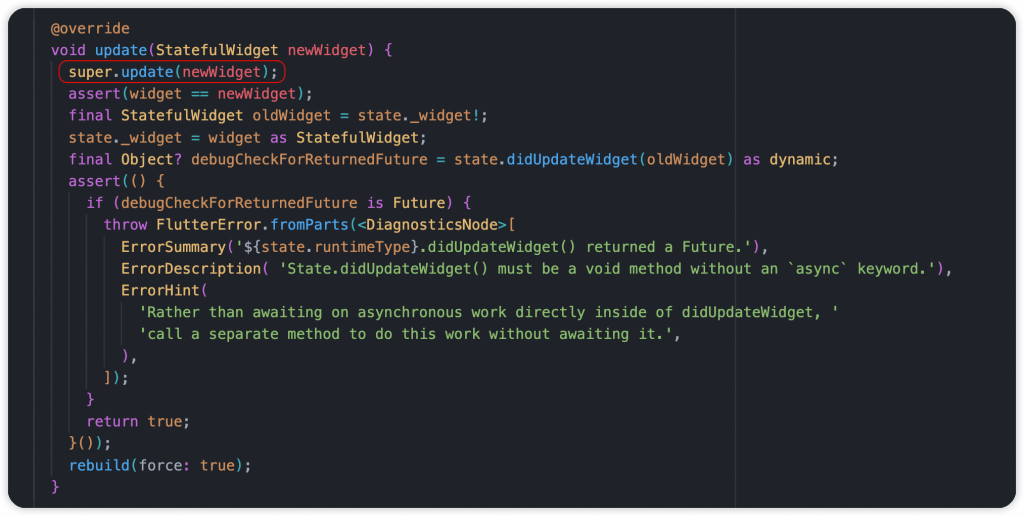 @override
void update(StatefulWidget newWidget) {
super.update(newWidget);
assert(widget == newWidget);
final StatefulWidget oldWidget = state._widget!;
state._widget = widget as StatefulWidget;
final Object? debugCheckForReturnedFuture = state.didUpdateWidget(oldWidget) as dynamic;
assert(() {
if (debugCheckForReturnedFuture is Future) {
throw FlutterError.fromParts(<DiagnosticsNode>[
ErrorSummary('${state.runtimeType}.didUpdateWidget() returned a Future.'),
ErrorDescription( 'State.didUpdateWidget() must be a void method without an `async` keyword.'),
ErrorHint(
'Rather than awaiting on asynchronous work directly inside of didUpdateWidget, '
'call a separate method to do this work without awaiting it.',
),
]);
}
return true;
}());
rebuild(force: true);
}